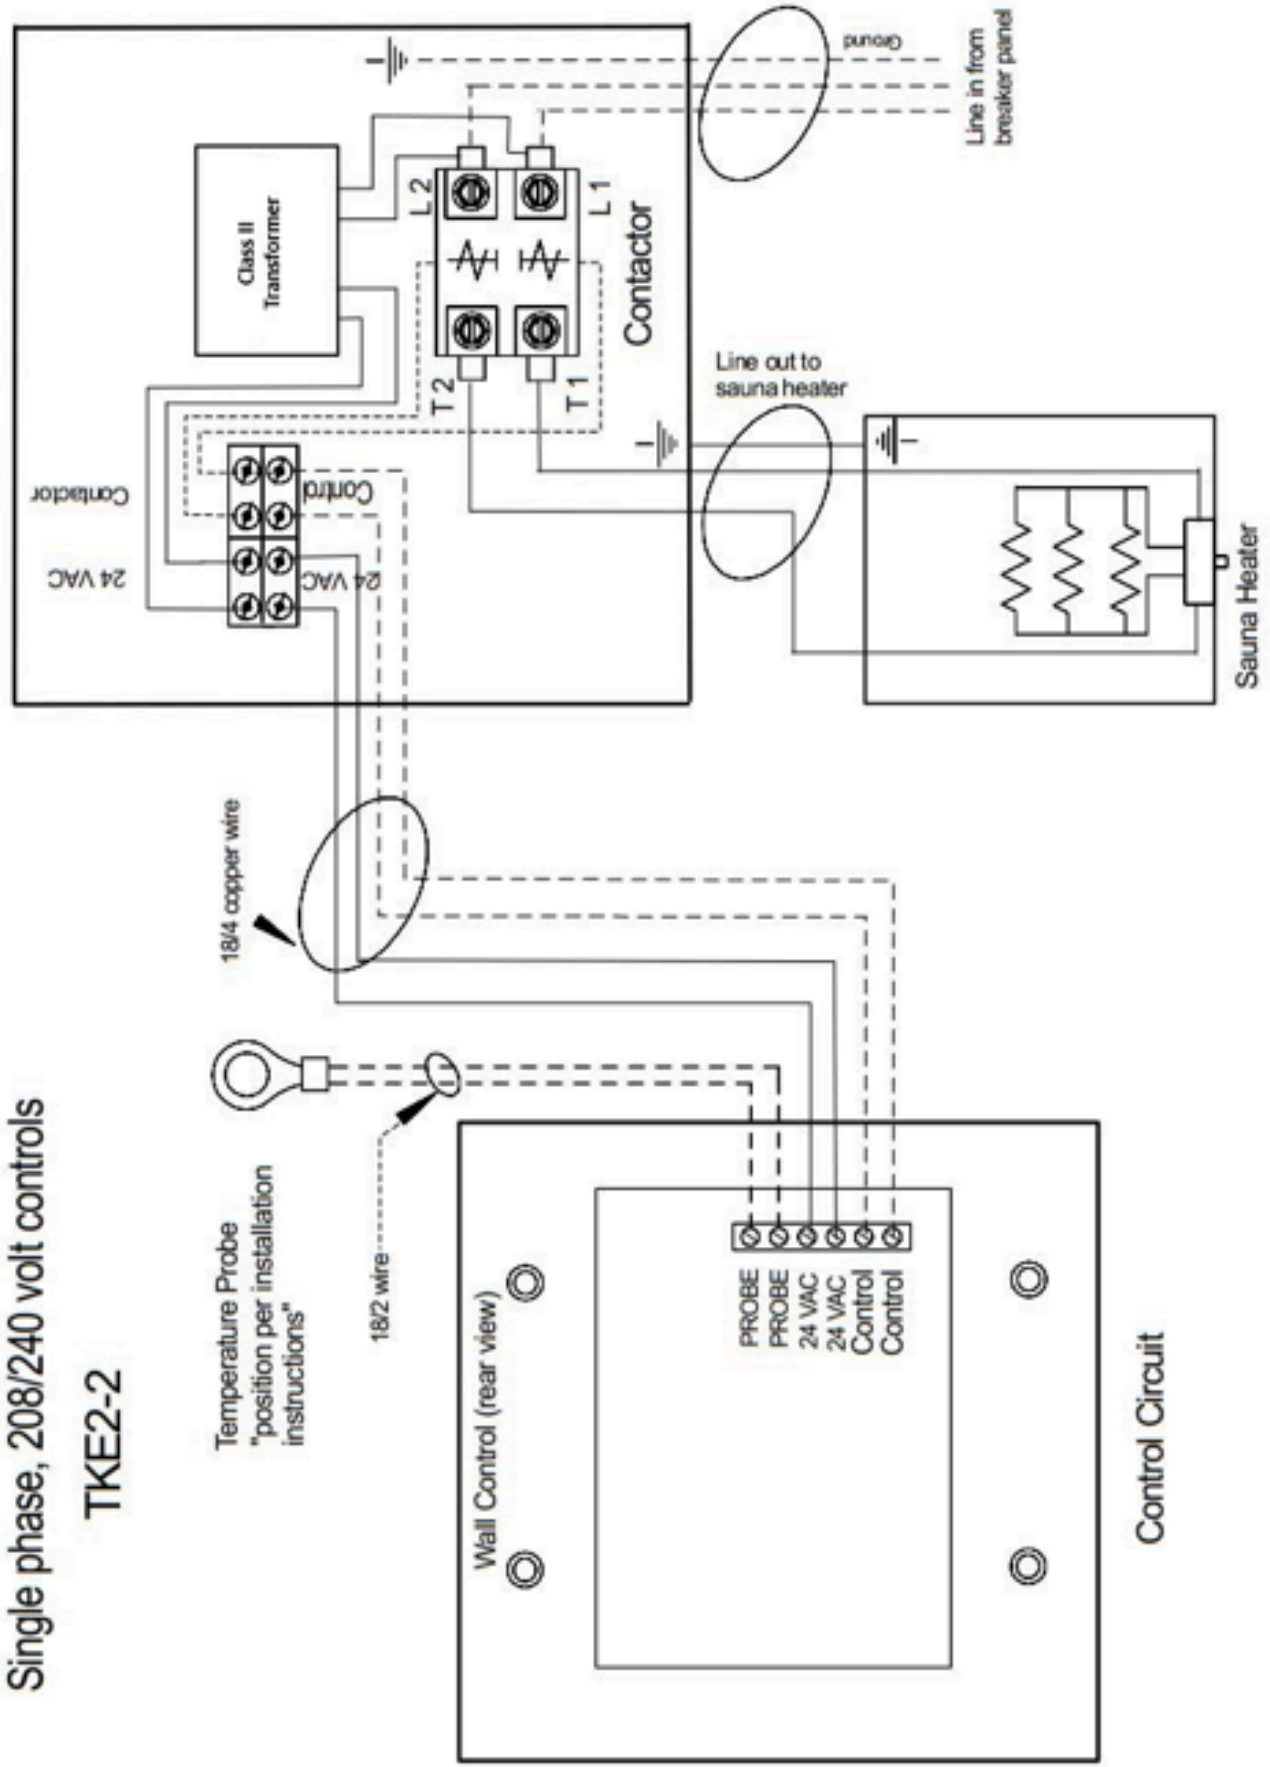 Single phase, 208/240 volt controls
TKE2-2
Temperature Probe
"position per installation
instructions"
18/2 wire
18/4 copper wire
Wall Control (rear view)
PROBE
PROBE
24 VAC
24 VAC
Control
Control
Control Circuit
24 VAC
Contactor
24 VAC
Control
Class II
Transformer
L 2
L 1
T 2
T 1
Contactor
Ground
Line in from
breaker panel
Line out to
sauna heater
Sauna Heater